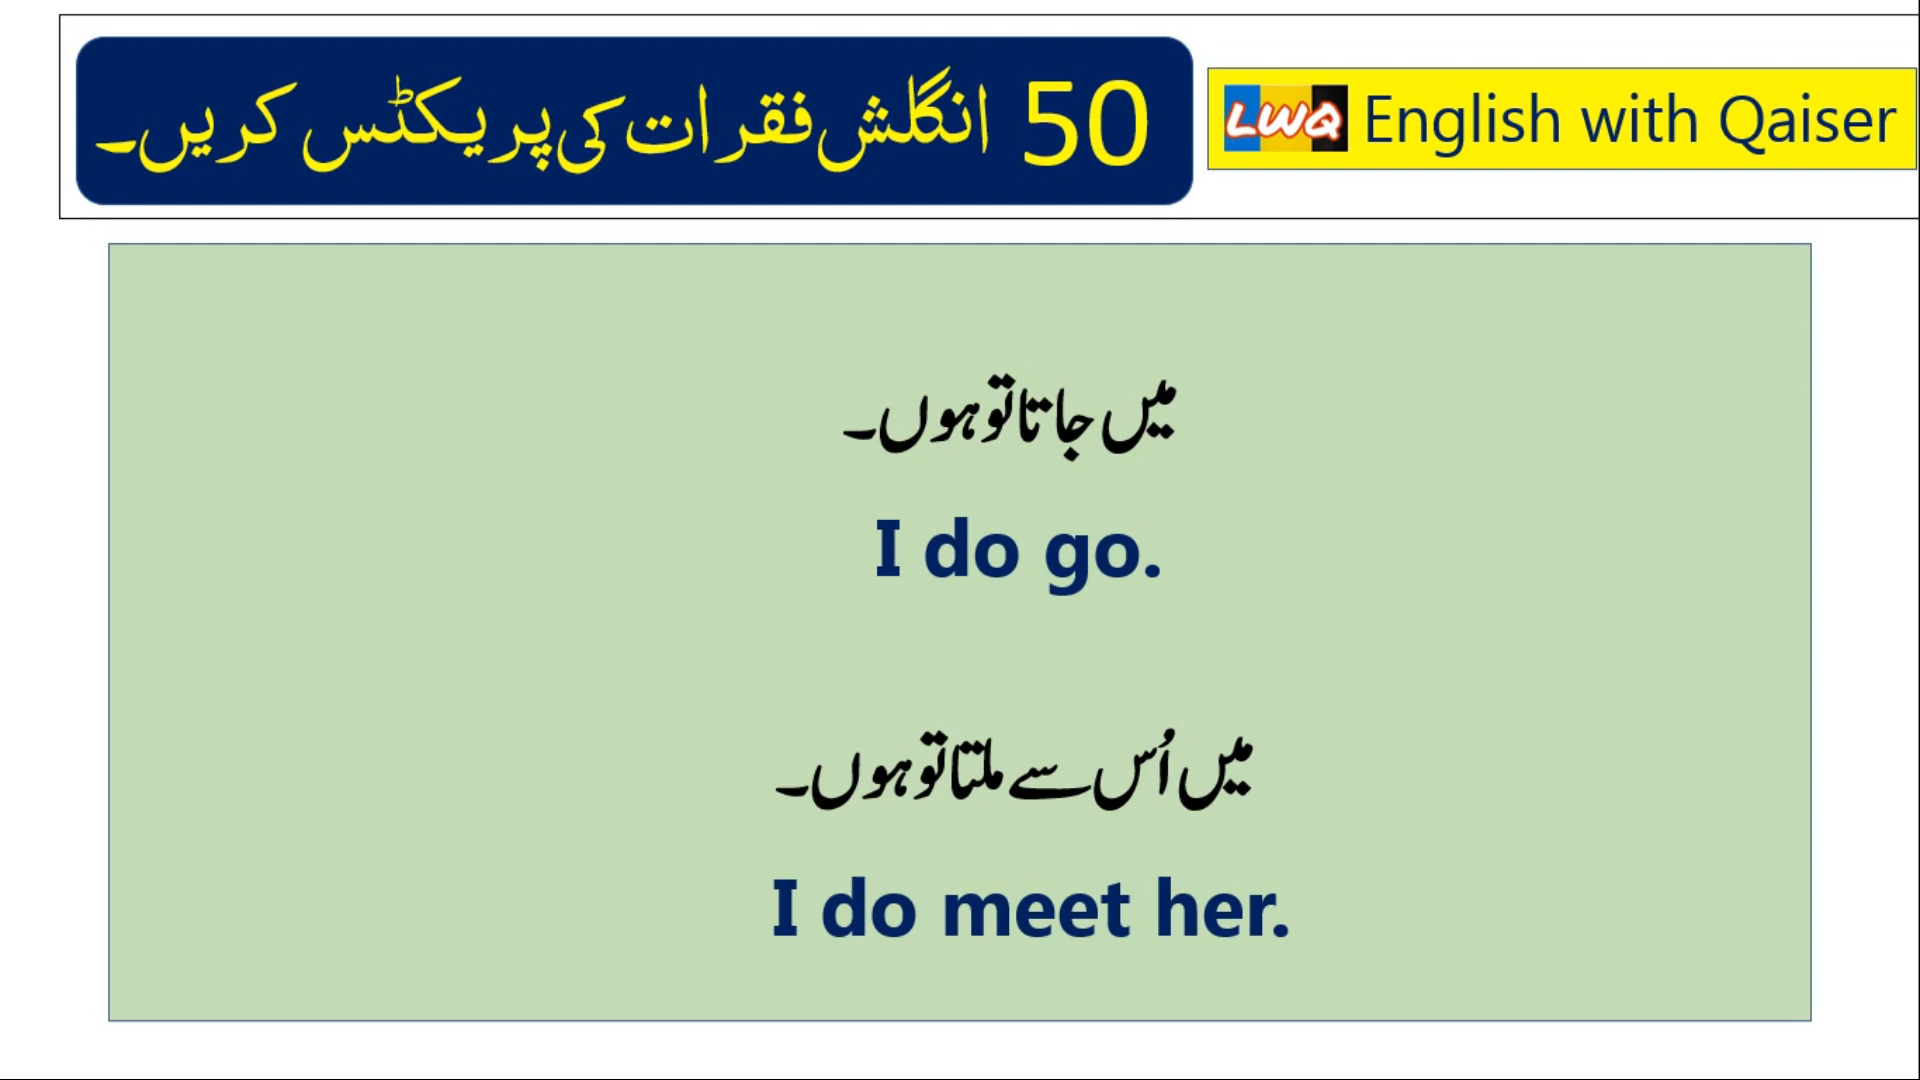 50 انگلش فقرات کی پریکٹس کریں۔
LWQ English with Qaiser
میں جاتا تو ہوں۔
I do go.
میں اُس سے ملتا تو ہوں۔
I do meet her.